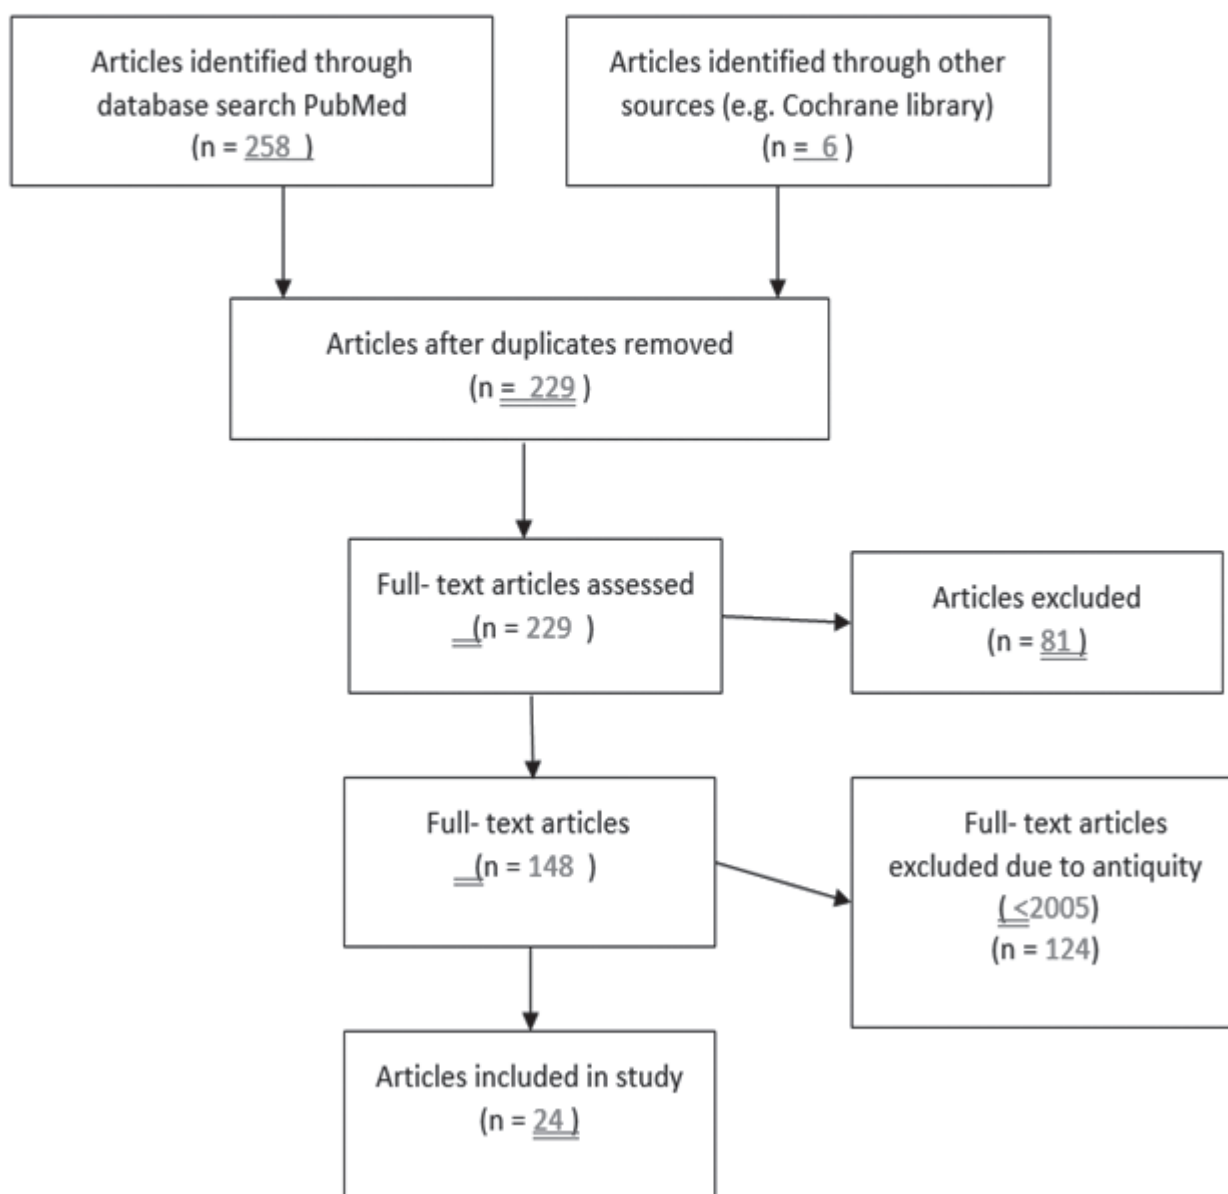 Articles identified through
database search PubMed
(n = 258 )
Articles identified through other
sources (e.g. Cochrane library)
(n = 6 )
Articles after duplicates removed
(n = 229 )
Full- text articles assessed
(n = 229 )
Articles excluded
(n = 81 )
Full- text articles
(n = 148 )
Full- text articles
excluded due to antiquity
( <2005)
(n = 124)
Articles included in study
(n = 24 )